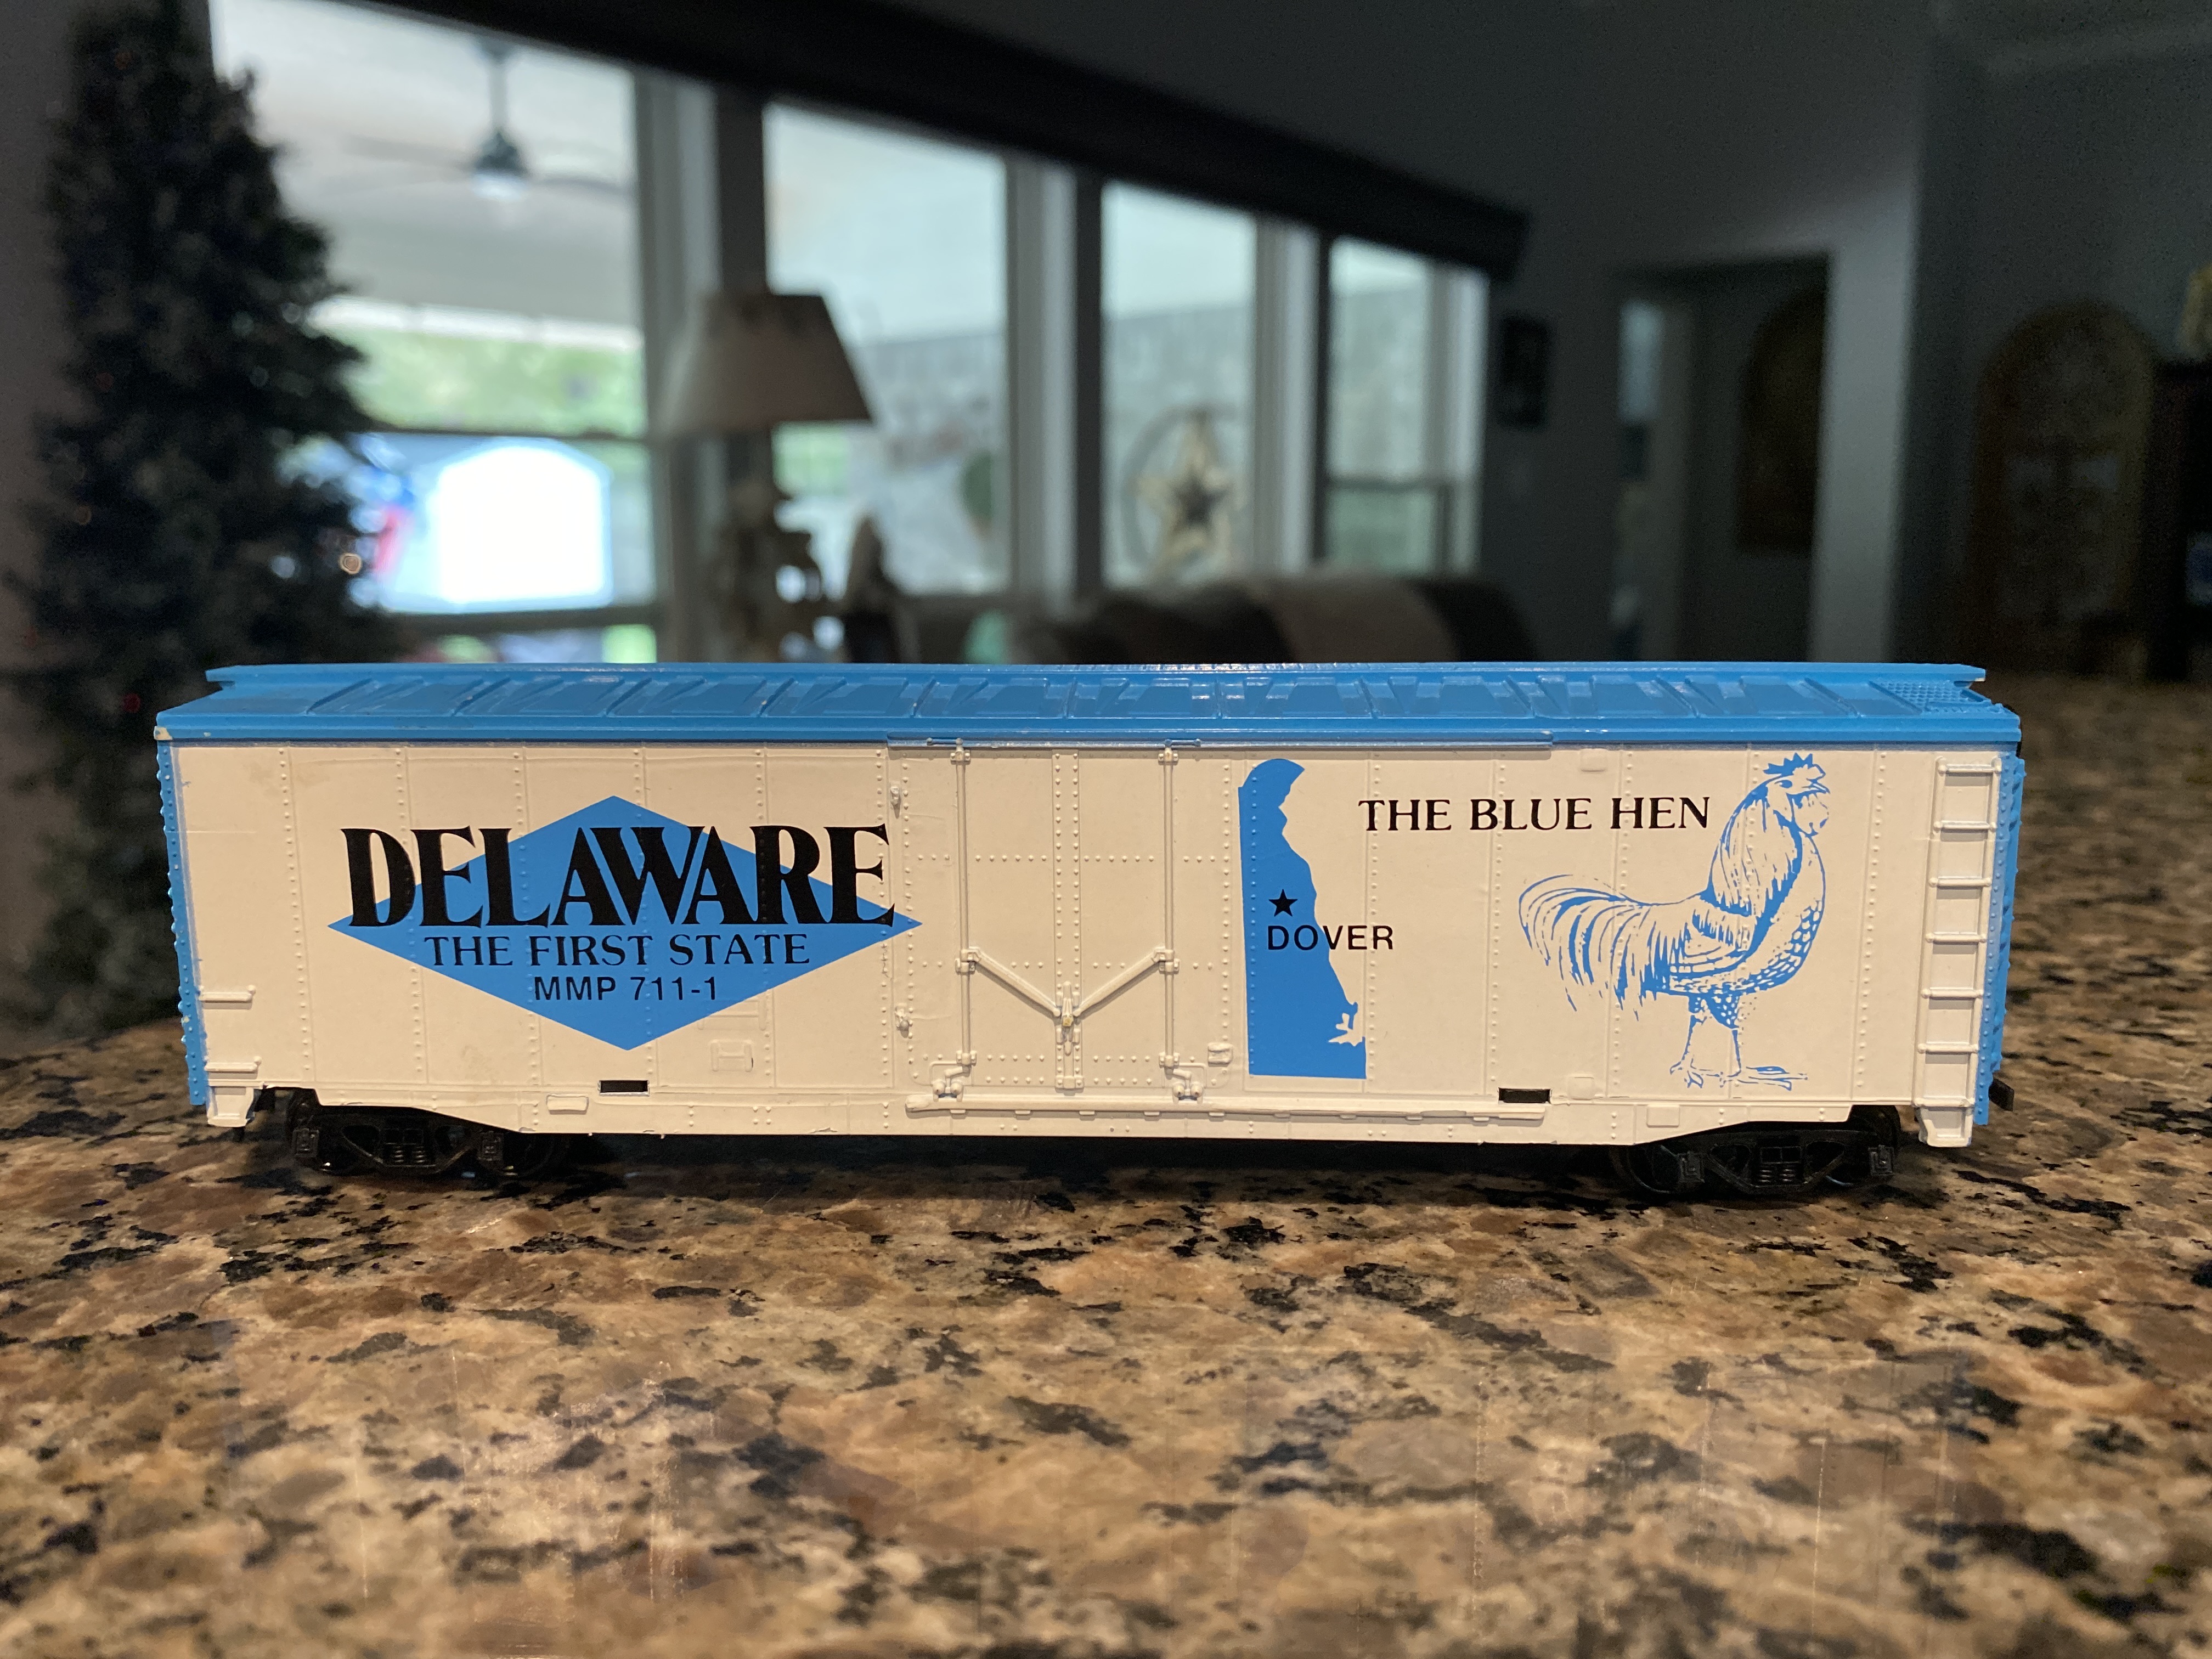 DELAWARE
THE FIRST STATE
MMP 711-1
THE BLUE HEN
DOVER